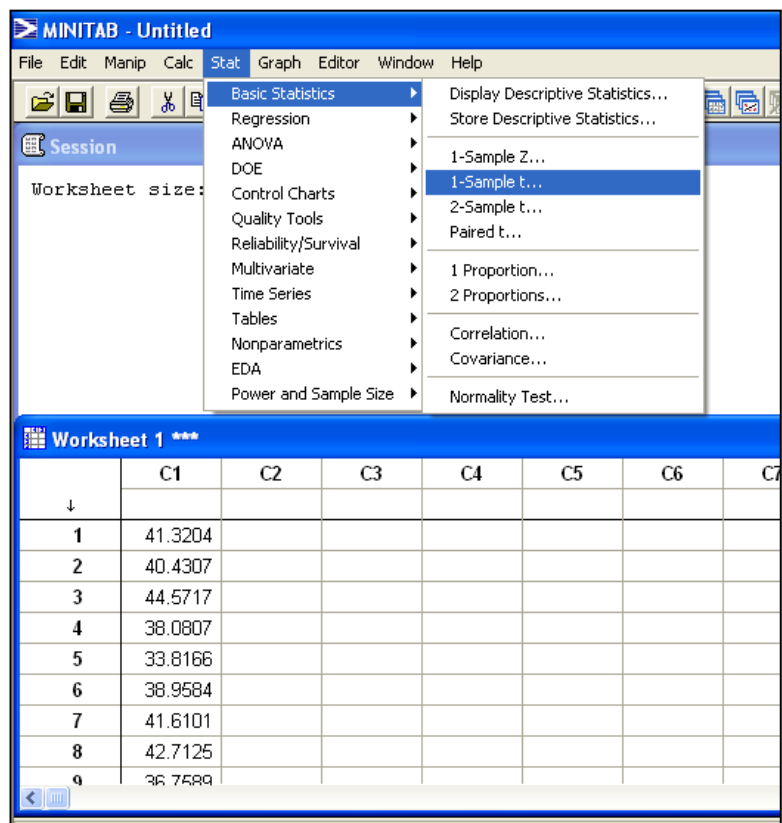 MINITAB - Untitled
File Edit Manip Calc Stat Graph Editor Window Help
Session
Worksheet size:
Basic Statistics
Regression
ANOVA
DOE
Control Charts
Quality Tools
Reliability/Survival
Multivariate
Time Series
Tables
Nonparametrics
EDA
Power and Sample Size
Display Descriptive Statistics...
Store Descriptive Statistics...
1-Sample Z...
1-Sample t...
2-Sample t...
Paired t...
1 Proportion...
2 Proportions...
Correlation...
Covariance...
Normality Test...
Worksheet 1 ***
C1 C2 C3 C4 C5 C6 C7
↓
1 41.3204
2 40.4307
3 44.5717
4 38.0807
5 33.8166
6 38.9584
7 41.6101
8 42.7125
9 36.7589